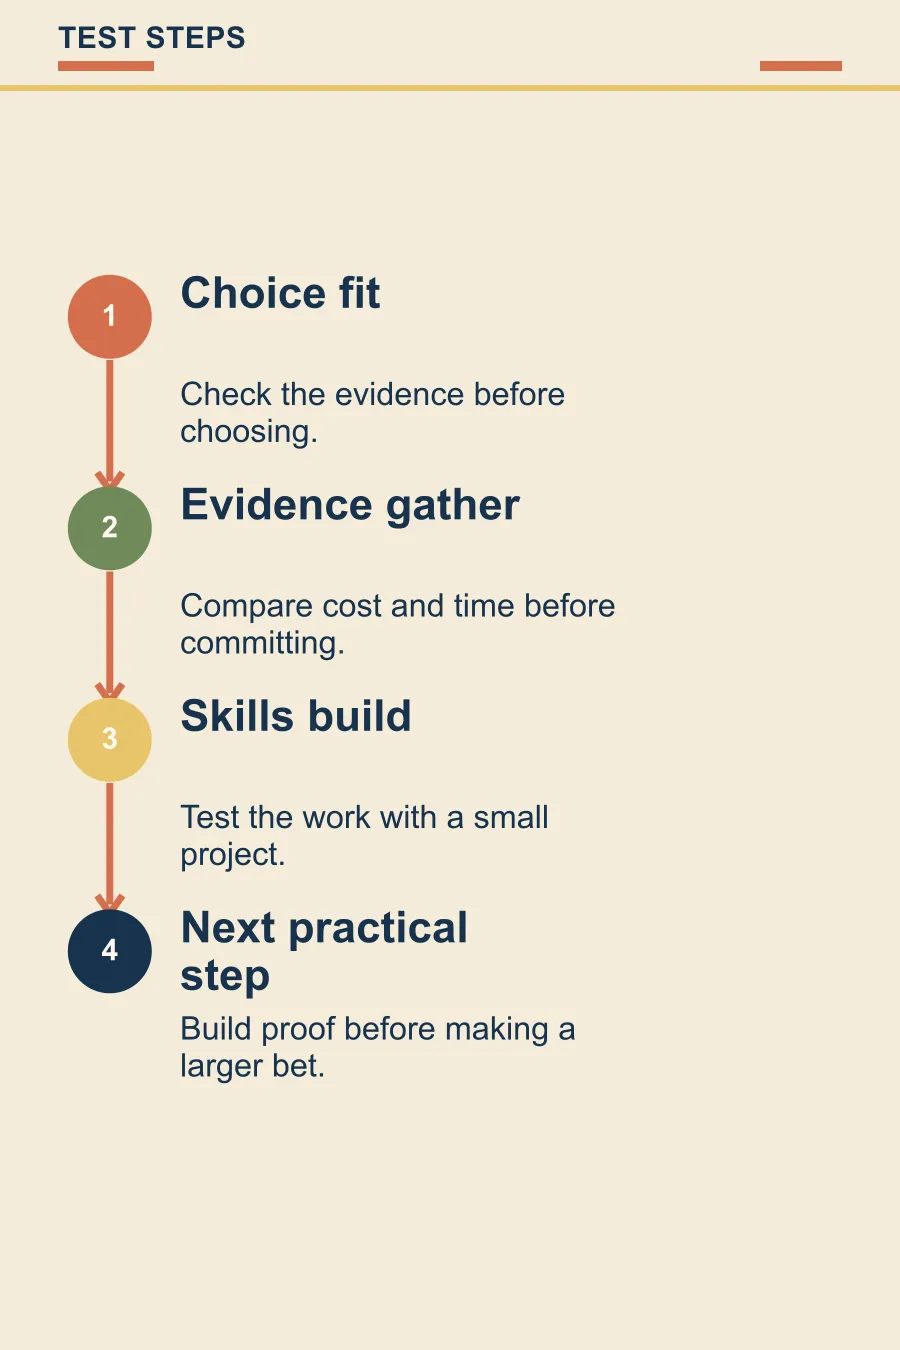 TEST STEPS
1
Choice fit
Check the evidence before
choosing.
2
Evidence gather
Compare cost and time before
committing.
3
Skills build
Test the work with a small
project.
4
Next practical
step
Build proof before making a
larger bet.